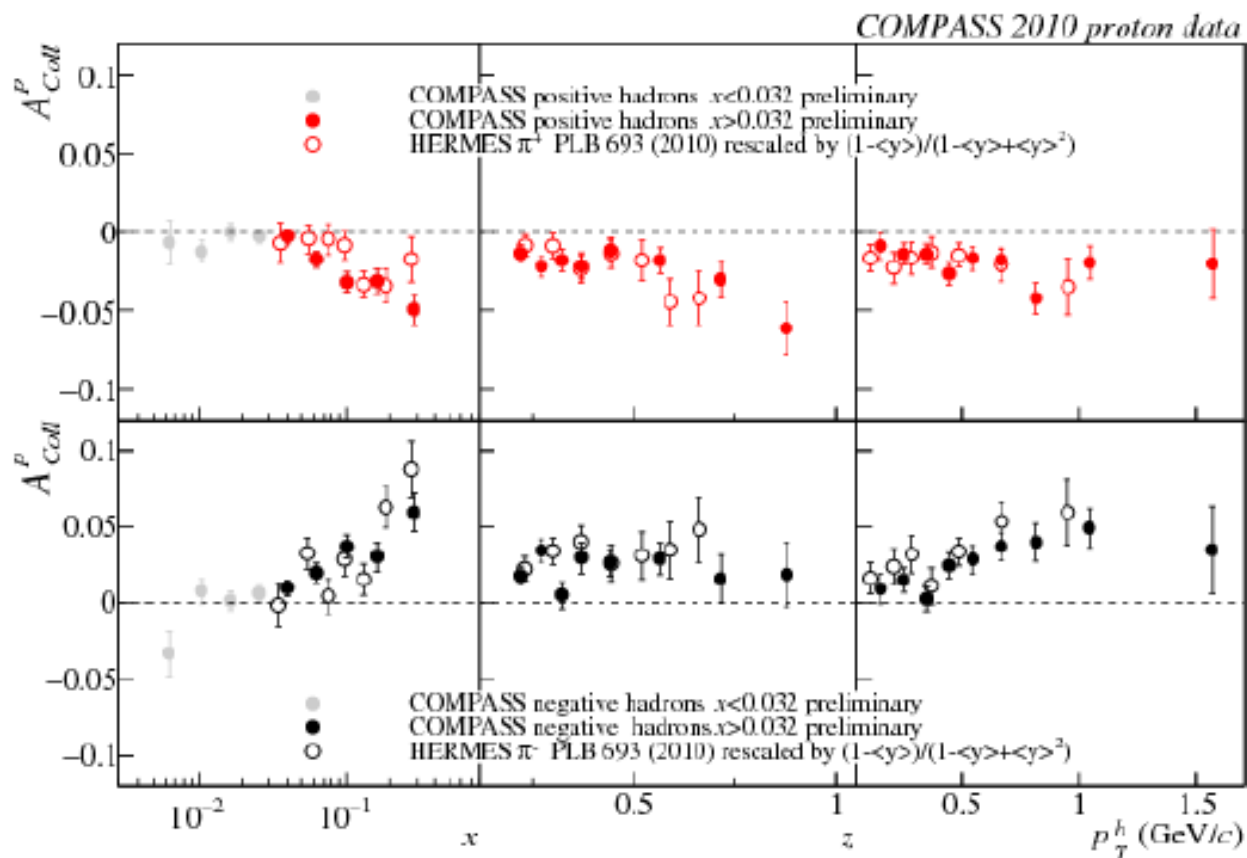 COMPASS 2010 proton data
A^p_Coll
0.1
0.05
0
−0.05
−0.1
COMPASS positive hadrons x<0.032 preliminary
COMPASS positive hadrons x>0.032 preliminary
HERMES π⁺ PLB 693 (2010) rescaled by (1-<y>)/(1-<y>+<y>²)
A^p_Coll
0.1
0.05
0
−0.05
−0.1
COMPASS negative hadrons x<0.032 preliminary
COMPASS negative hadrons x>0.032 preliminary
HERMES π⁻ PLB 693 (2010) rescaled by (1-<y>)/(1-<y>+<y>²)
10⁻² 10⁻¹ 0.5 1 0.5 1 1.5
x z p^h_T (GeV/c)